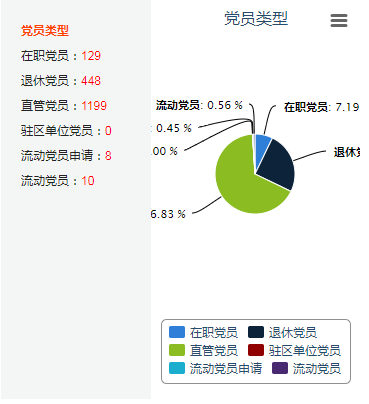 党员类型
在职党员：129
退休党员：448
直管党员：1199
驻区单位党员：0
流动党员申请：8
流动党员：10
党员类型
流动党员: 0.56 %
在职党员: 7.19
: 0.45 %
.00 %
退休
6.83 %
在职党员 退休党员
直管党员 驻区单位党员
流动党员申请 流动党员